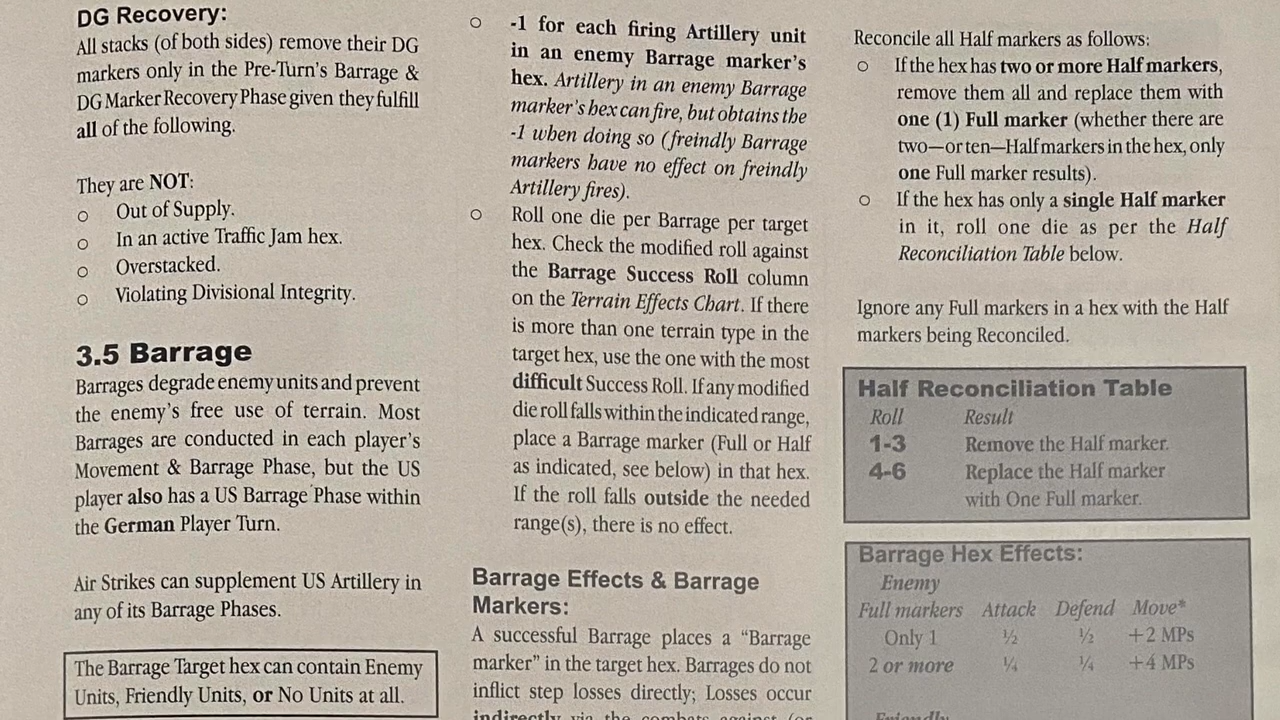 DG Recovery:
All stacks (of both sides) remove their DG
markers only in the Pre-Turn's Barrage &
DG Marker Recovery Phase given they fulfill
all of the following.
They are NOT:
o Out of Supply.
o In an active Traffic Jam hex.
o Overstacked.
o Violating Divisional Integrity.
3.5 Barrage
Barrages degrade enemy units and prevent
the enemy's free use of terrain. Most
Barrages are conducted in each player's
Movement & Barrage Phase, but the US
player also has a US Barrage Phase within
the German Player Turn.
Air Strikes can supplement US Artillery in
any of its Barrage Phases.
The Barrage Target hex can contain Enemy
Units, Friendly Units, or No Units at all.
o -1 for each firing Artillery unit
in an enemy Barrage marker's
hex. Artillery in an enemy Barrage
marker's hex can fire, but obtains the
-1 when doing so (freindly Barrage
markers have no effect on freindly
Artillery fires).
o Roll one die per Barrage per target
hex. Check the modified roll against
the Barrage Success Roll column
on the Terrain Effects Chart. If there
is more than one terrain type in the
target hex, use the one with the most
difficult Success Roll. If any modified
die roll falls within the indicated range,
place a Barrage marker (Full or Half
as indicated, see below) in that hex.
If the roll falls outside the needed
range(s), there is no effect.
Barrage Effects & Barrage
Markers:
A successful Barrage places a “Barrage
marker” in the target hex. Barrages do not
inflict step losses directly; Losses occur
indirectly via the combats against (or
Reconcile all Half markers as follows:
o If the hex has two or more Half markers,
remove them all and replace them with
one (1) Full marker (whether there are
two—or ten—Half markers in the hex, only
one Full marker results).
o If the hex has only a single Half marker
in it, roll one die as per the Half
Reconciliation Table below.
Ignore any Full markers in a hex with the Half
markers being Reconciled.
Half Reconciliation Table
Roll Result
1-3 Remove the Half marker.
4-6 Replace the Half marker
with One Full marker.
Barrage Hex Effects:
Enemy
Full markers Attack Defend Move*
Only 1 ½ ½ +2 MPs
2 or more ¼ ¼ +4 MPs
Friendly